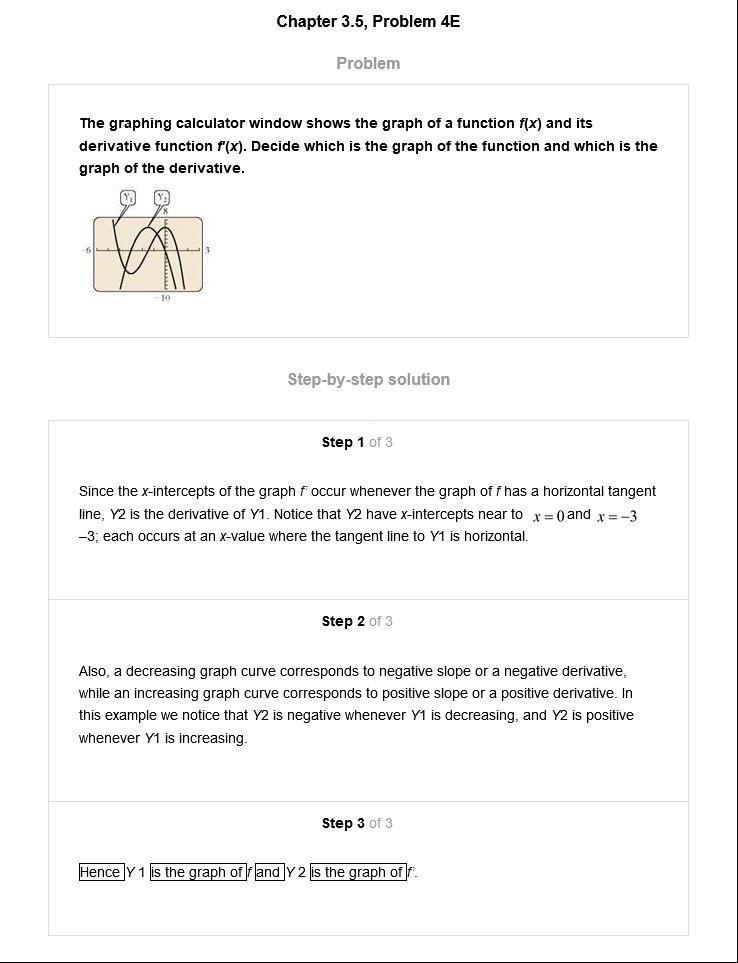 Chapter 3.5, Problem 4E
Problem
The graphing calculator window shows the graph of a function f(x) and its
derivative function f′(x). Decide which is the graph of the function and which is the
graph of the derivative.
Y₁ Y₂
8
-6 3
-10
Step-by-step solution
Step 1 of 3
Since the x-intercepts of the graph f′ occur whenever the graph of f has a horizontal tangent
line, Y2 is the derivative of Y1. Notice that Y2 have x-intercepts near to x = 0 and x = −3
–3; each occurs at an x-value where the tangent line to Y1 is horizontal.
Step 2 of 3
Also, a decreasing graph curve corresponds to negative slope or a negative derivative,
while an increasing graph curve corresponds to positive slope or a positive derivative. In
this example we notice that Y2 is negative whenever Y1 is decreasing, and Y2 is positive
whenever Y1 is increasing.
Step 3 of 3
Hence Y 1 is the graph of f and Y 2 is the graph of f′.